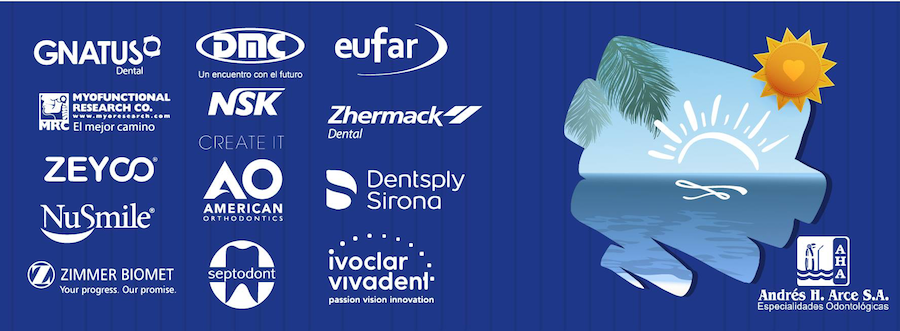 GNATUS
Dental
MYOFUNCTIONAL
RESEARCH CO.
www.myoresearch.com
MRC El mejor camino
ZEYCO®
NuSmile®
ZIMMER BIOMET
Your progress. Our promise.
DMC
Un encuentro con el futuro
NSK
CREATE IT
AO
AMERICAN
ORTHODONTICS
septodont
eufar
Zhermack
Dental
Dentsply
Sirona
ivoclar
vivadent
passion vision innovation
AHA
Andrés H. Arce S.A.
Especialidades Odontológicas